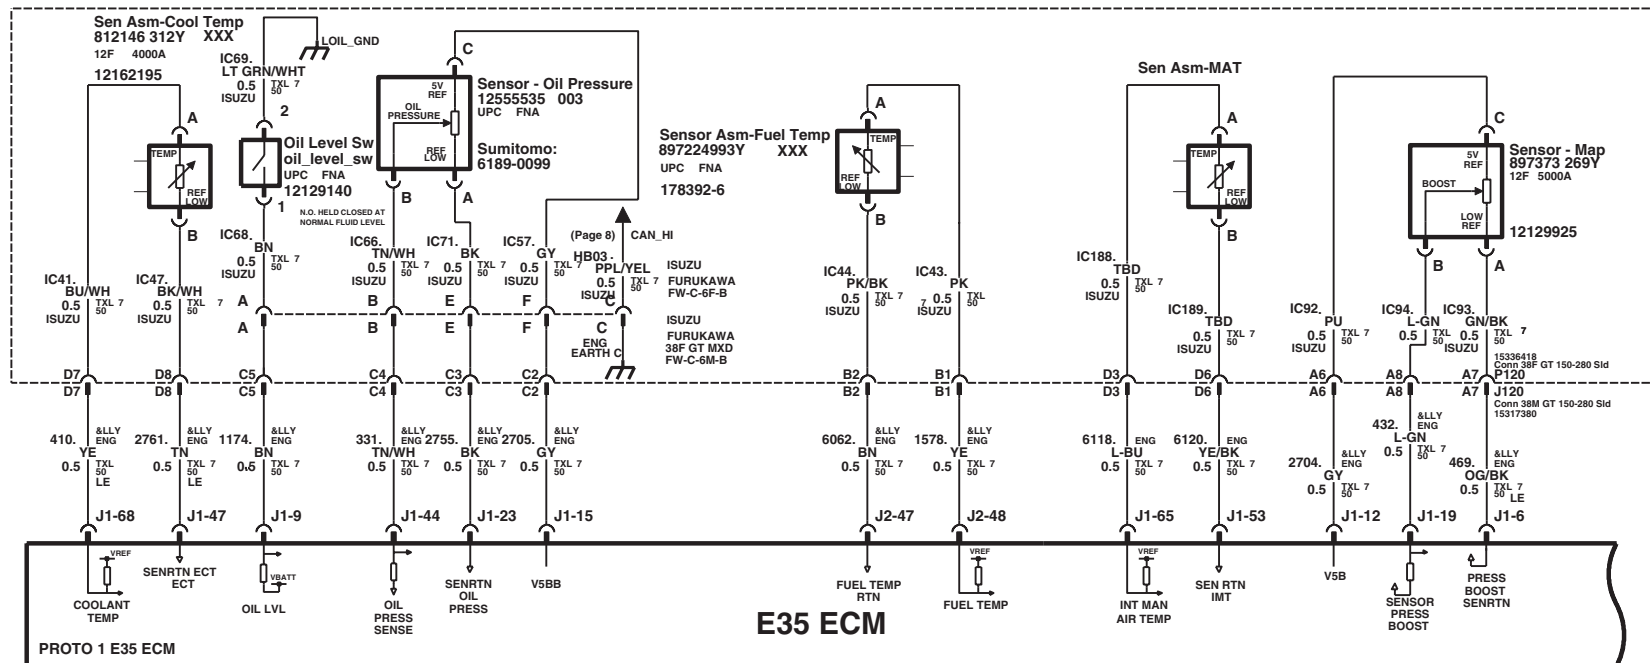 Sen Asm-Cool Temp
812146 312Y XXX
12F 4000A
12162195
A
TEMP
REF
LOW
B
IC41.
BU/WH
0.5 TXL 7
50
ISUZU
IC47.
BK/WH
0.5 TXL 7
50
ISUZU
LOIL_GND
IC69.
LT GRN/WHT
0.5 TXL 7
50
ISUZU
2
Oil Level Sw
oil_level_sw
UPC FNA
12129140
1
N.O. HELD CLOSED AT
NORMAL FLUID LEVEL
IC68.
BN
0.5 TXL 7
50
ISUZU
C
5V
REF
OIL
PRESSURE
REF
LOW
Sensor - Oil Pressure
12555535 003
UPC FNA
Sumitomo:
6189-0099
B
A
IC66.
TN/WH
0.5 TXL 7
50
ISUZU
IC71.
BK
0.5 TXL 7
50
ISUZU
IC57.
GY
0.5 TXL 7
50
ISUZU
(Page 8)
CAN_HI
HB03
PPL/YEL
0.5 TXL 7
50
ISUZU
ISUZU
FURUKAWA
FW-C-6F-B
ISUZU
FURUKAWA
38F GT MXD
FW-C-6M-B
A B E F C
A B E F C
ENG
EARTH C
Sensor Asm-Fuel Temp
897224993Y XXX
UPC FNA
178392-6
A
TEMP
REF
LOW
B
IC44.
PK/BK
0.5 TXL 7
50
ISUZU
IC43.
PK
7 0.5 TXL
50
ISUZU
Sen Asm-MAT
A
TEMP
REF
LOW
B
IC188.
TBD
0.5 TXL 7
50
ISUZU
IC189.
TBD
0.5 TXL 7
50
ISUZU
C
5V
REF
BOOST
LOW
REF
Sensor - Map
897373 269Y
12F 5000A
12129925
B
A
IC92.
PU
0.5 TXL 7
50
ISUZU
IC94.
L-GN
0.5 TXL
50
IC93.
GN/BK
0.5 TXL 7
50
ISUZU
15336418
Conn 38F GT 150-280 Sld
D7 D8 C5 C4 C3 C2 B2 B1 D3 D6 A6 A8 A7 P120
D7 D8 C5 C4 C3 C2 B2 B1 D3 D6 A6 A8 A7 J120
Conn 38M GT 150-280 Sld
15317380
410. &LLY
ENG
YE
0.5 TXL
50
LE
2761. &LLY
ENG
TN
0.5 TXL 7
50
LE
1174. &LLY
ENG
BN
0.5 TXL 7
50
331. &LLY
ENG
TN/WH
0.5 TXL 7
50
2755. &LLY
ENG
BK
0.5 TXL 7
50
2705. &LLY
ENG
GY
0.5 TXL 7
50
6062. &LLY
ENG
BN
0.5 TXL 7
50
1578. &LLY
ENG
YE
0.5 TXL 7
50
6118. ENG
L-BU
0.5 TXL 7
50
6120. ENG
YE/BK
0.5 TXL 7
50
2704. &LLY
ENG
GY
0.5 TXL 7
50
432. &LLY
ENG
L-GN
0.5 TXL 7
50
469. &LLY
ENG
OG/BK
0.5 TXL 7
50
LE
J1-68 J1-47 J1-9 J1-44 J1-23 J1-15 J2-47 J2-48 J1-65 J1-53 J1-12 J1-19 J1-6
VREF
COOLANT
TEMP
SENRTN ECT
ECT
VBATT
OIL LVL
OIL
PRESS
SENSE
SENRTN
OIL
PRESS
V5BB
FUEL TEMP
RTN
VREF
FUEL TEMP
VREF
INT MAN
AIR TEMP
SEN RTN
IMT
V5B
SENSOR
PRESS
BOOST
PRESS
BOOST
SENRTN
E35 ECM
PROTO 1 E35 ECM